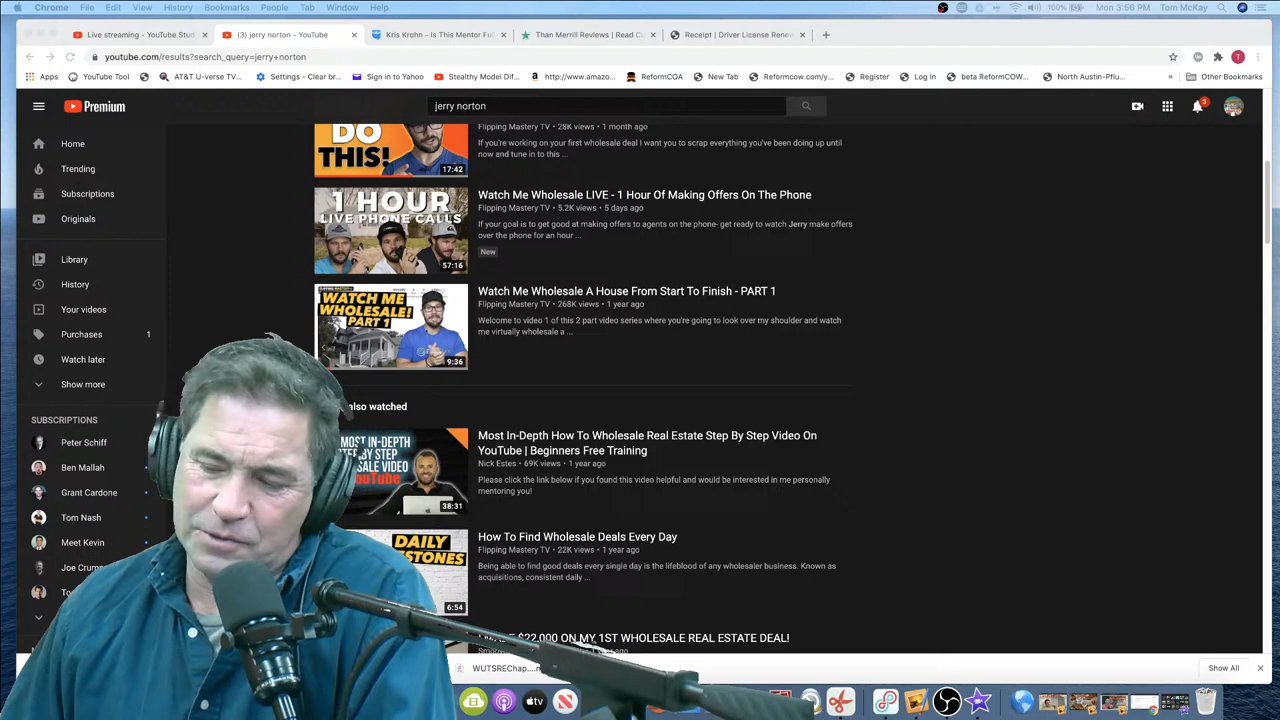 Chrome File Edit View History Bookmarks People Tab Window Help 100% Mon 3:56 PM Tom McKay
Live streaming - YouTube Stud
(3) jerry norton - YouTube
Kris Krohn - Is This Mentor Ful
Than Merrill Reviews | Read C
Receipt | Driver License Rene
youtube.com/results?search_query=jerry+norton
T
Apps YouTube Tool AT&T U-verse TV... Settings - Clear br... Sign in to Yahoo Stealthy Model Dif... http://www.amazo... ReformCOA New Tab Reformcow.com/y... Register Log In beta ReformCOW... North Austin-Pflu... » Other Bookmarks
Premium
jerry norton
3
Home
Trending
Subscriptions
Originals
Library
History
Your videos
Purchases 1
Watch later
Show more
SUBSCRIPTIONS
Peter Schiff
Ben Mallah
Grant Cardone
Tom Nash
Meet Kevin
Joe Crum
To
DO
THIS!
17:42
Flipping Mastery TV • 28K views • 1 month ago
If you're working on your first wholesale deal I want you to scrap everything you've been doing up until
now and tune in to this ...
1 HOUR
LIVE PHONE CALLS
57:16
Watch Me Wholesale LIVE - 1 Hour Of Making Offers On The Phone
Flipping Mastery TV • 5.2K views • 5 days ago
If your goal is to get good at making offers to agents on the phone- get ready to watch Jerry make offers
over the phone for an hour ...
New
WATCH ME
WHOLESALE!
PART 1
9:36
Watch Me Wholesale A House From Start To Finish - PART 1
Flipping Mastery TV • 268K views • 1 year ago
Welcome to video 1 of this 2 part video series where you're going to look over my shoulder and watch
me virtually wholesale a ...
also watched
MOST IN-DEPTH
BY STEP
SALE VIDEO
YouTube
38:31
Most In-Depth How To Wholesale Real Estate Step By Step Video On
YouTube | Beginners Free Training
Nick Estes • 69K views • 1 year ago
Please click the link below if you found this video helpful and would be interested in me personally
mentoring you!
DAILY
STONES
6:54
How To Find Wholesale Deals Every Day
Flipping Mastery TV • 22K views • 1 year ago
Being able to find good deals every single day is the lifeblood of any wholesaler business. Known as
acquisitions, consistent daily ...
$22,000 ON MY 1ST WHOLESALE REAL ESTATE DEAL!
WUTSREChap....
Show All
tv